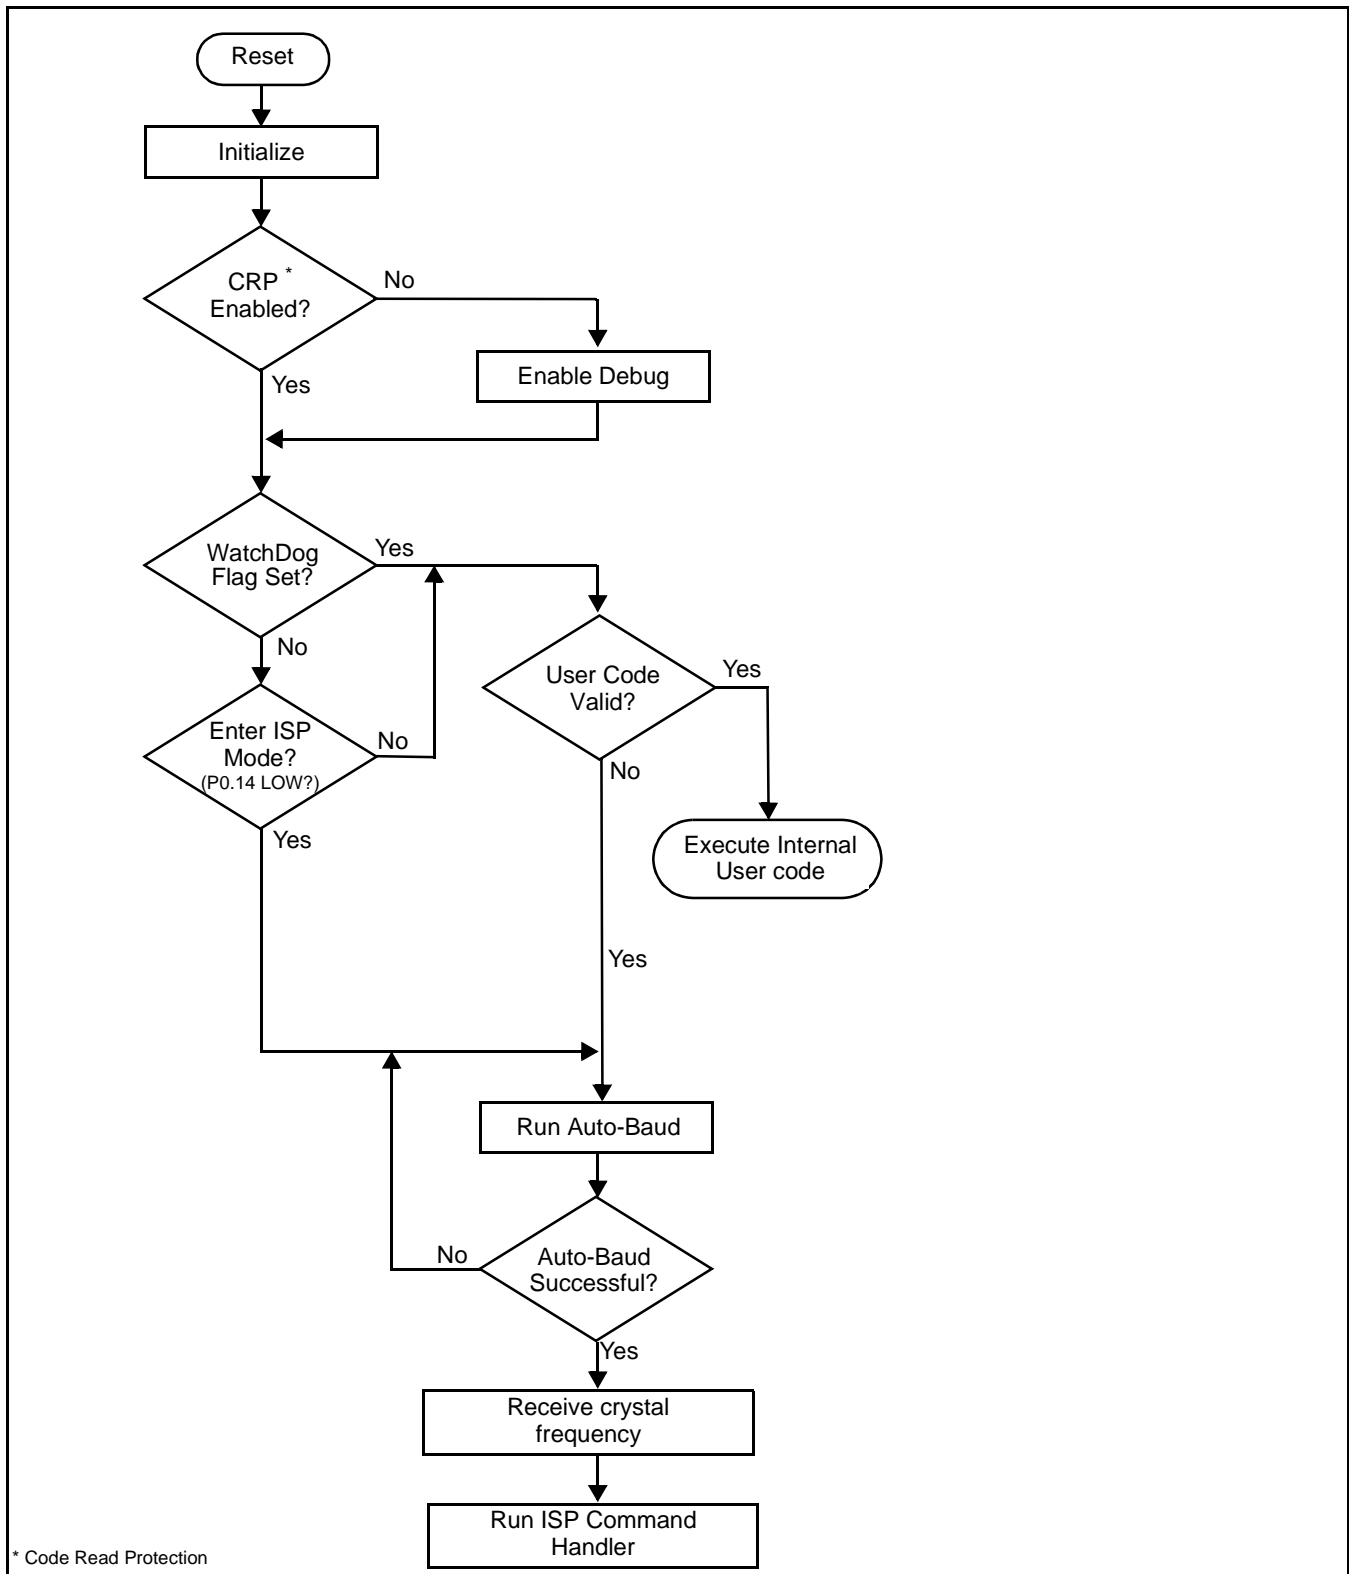 Reset
Initialize
CRP *
Enabled?
No
Yes
Enable Debug
WatchDog
Flag Set?
Yes
No
User Code
Valid?
Yes
No
Enter ISP
Mode?
(P0.14 LOW?)
No
Yes
Execute Internal
User code
Yes
Run Auto-Baud
Auto-Baud
Successful?
No
Yes
Receive crystal
frequency
Run ISP Command
Handler
* Code Read Protection